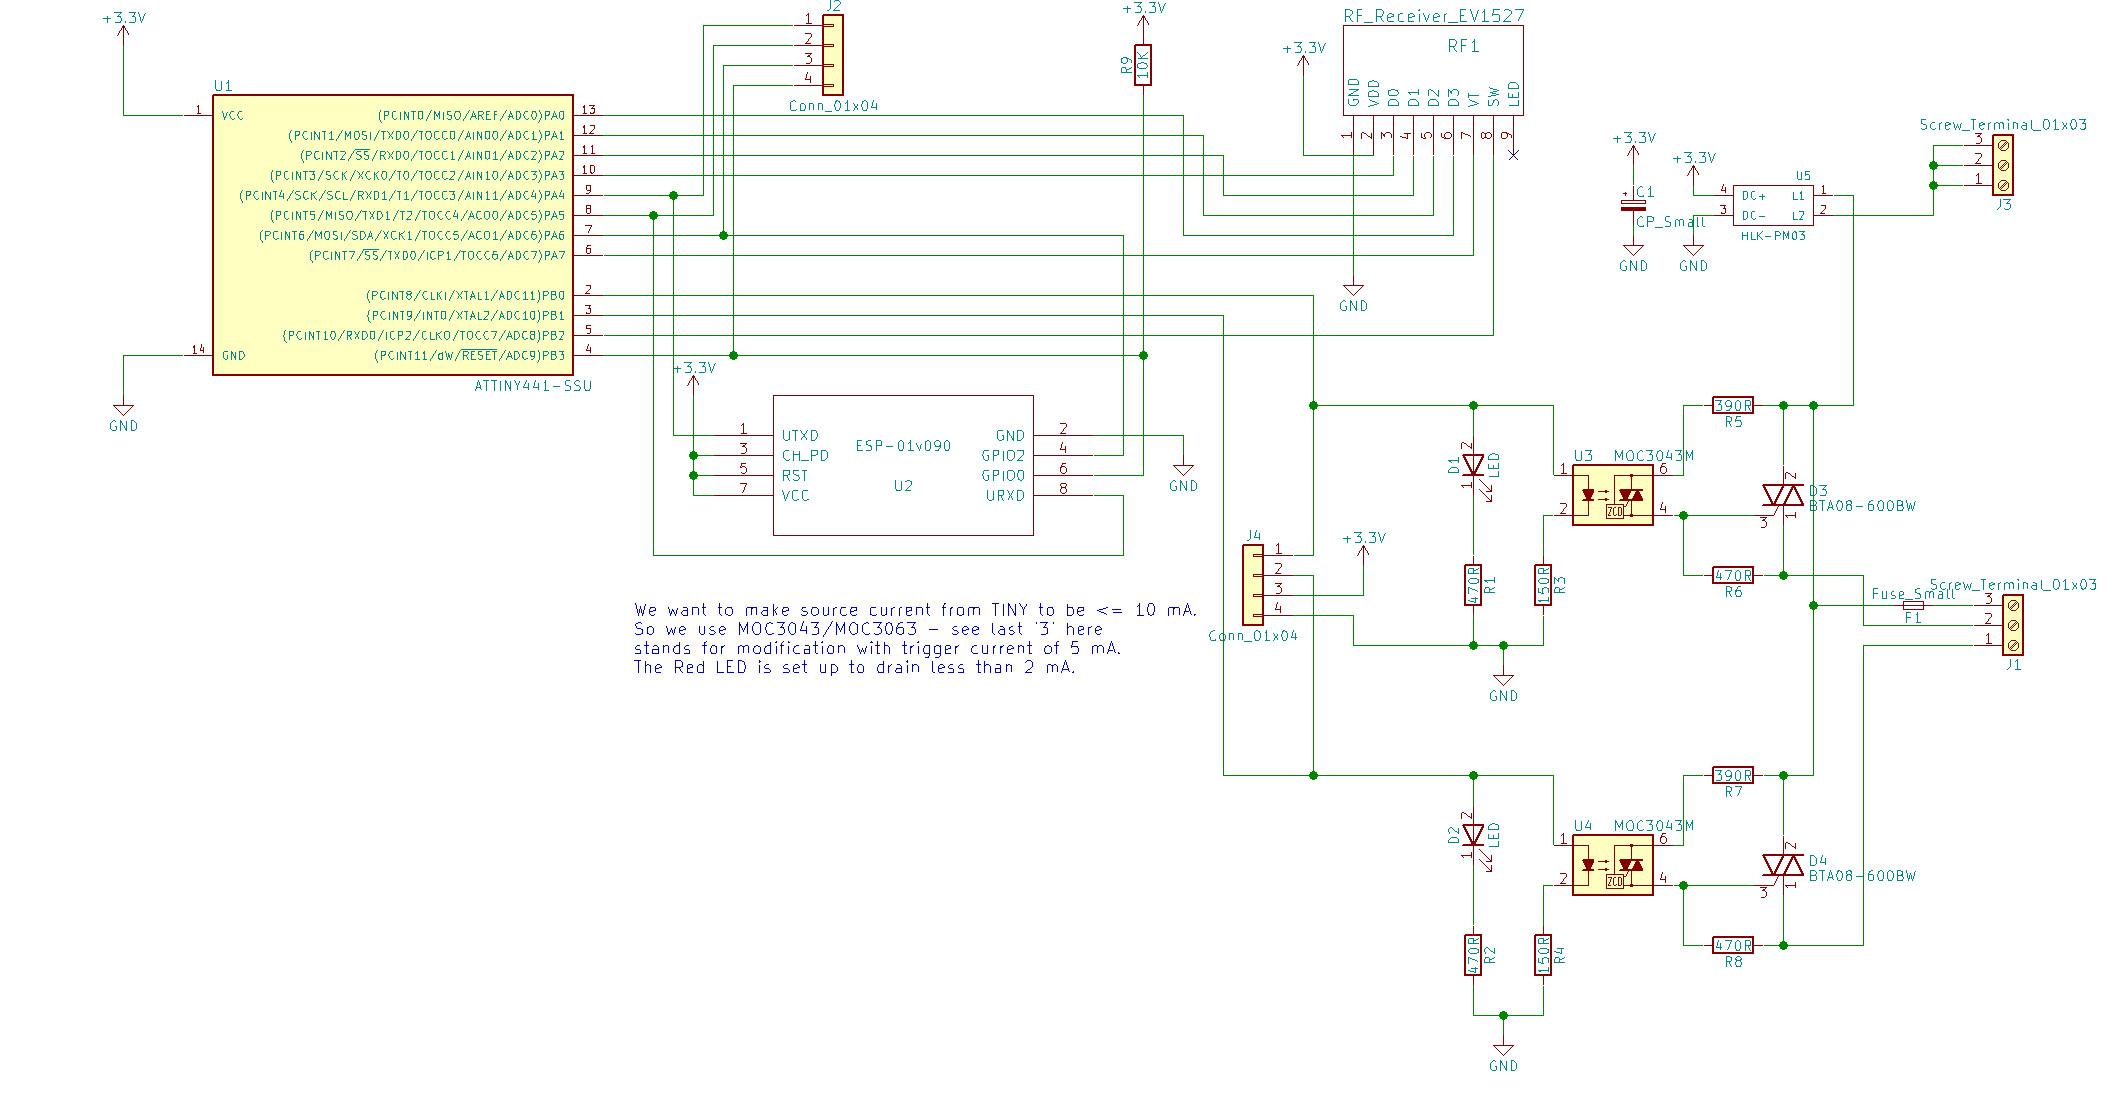 +3.3V
U1
1
VCC
14
GND
GND
ATTINY441-SSU
(PCINT0/MISO/AREF/ADC0)PA0
13
(PCINT1/MOSI/TXD0/TOCC0/AIN00/ADC1)PA1
12
(PCINT2/SS/RXD0/TOCC1/AIN01/ADC2)PA2
11
(PCINT3/SCK/XCK0/T0/TOCC2/AIN10/ADC3)PA3
10
(PCINT4/SCK/SCL/RXD1/T1/TOCC3/AIN11/ADC4)PA4
9
(PCINT5/MISO/TXD1/T2/TOCC4/AC00/ADC5)PA5
8
(PCINT6/MOSI/SDA/XCK1/TOCC5/ACO1/ADC6)PA6
7
(PCINT7/SS/TXD0/ICP1/TOCC6/ADC7)PA7
6
(PCINT8/CLKI/XTAL1/ADC11)PB0
2
(PCINT9/INT0/XTAL2/ADC10)PB1
3
(PCINT10/RXD0/ICP2/CLKO/TOCC7/ADC8)PB2
5
(PCINT11/dW/RESET/ADC9)PB3
4
J2
1
2
3
4
Conn_01x04
+3.3V
R9
10K
RF_Receiver_EV1527
RF1
+3.3V
GND
VDD
D0
D1
D2
D3
VT
SW
LED
1
2
3
4
5
6
7
8
9
GND
+3.3V
C1
CP_Small
GND
+3.3V
U5
4
DC+
L1
1
3
DC-
L2
2
HLK-PM03
GND
Screw_Terminal_01x03
3
2
1
J3
+3.3V
1
UTXD
3
CH_PD
5
RST
7
VCC
ESP-01v090
U2
GND
2
GPIO2
4
GPIO0
6
URXD
8
GND
We want to make source current from TINY to be <= 10 mA.
So we use MOC3043/MOC3063 - see last '3' here
stands for modification with trigger current of 5 mA.
The Red LED is set up to drain less than 2 mA.
J4
1
2
3
4
Conn_01x04
+3.3V
D1
LED
2
1
470R
R1
150R
R3
GND
U3
MOC3043M
1
2
6
4
ZCD
390R
R5
D3
BTA08-600BW
2
1
3
470R
R6
Fuse_Small
F1
Screw_Terminal_01x03
3
2
1
J1
D2
LED
2
1
470R
R2
150R
R4
GND
U4
MOC3043M
1
2
6
4
ZCD
390R
R7
D4
BTA08-600BW
2
1
3
470R
R8